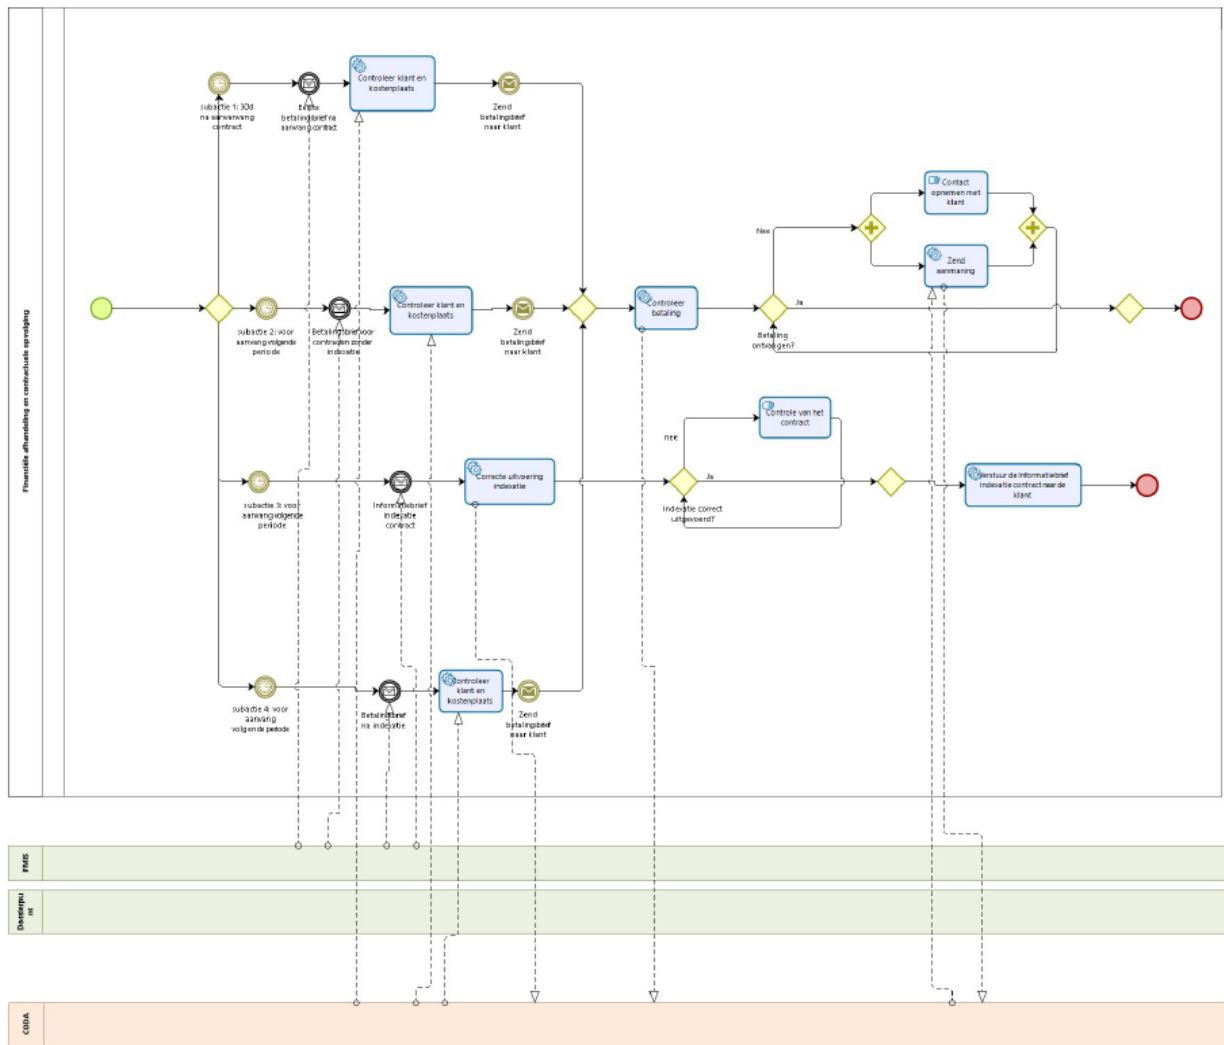 Financiële afhandeling en contractuele opvolging
subactie 1: 30d
na aanvang
contract
Eerste
betalingsbrief na
aanvang contract
Controleer klant en
kostenplaats
Zend
betalingsbrief
naar klant
Contact
opnemen met
klant
Nee
Zend
aanmaning
subactie 2: voor
aanvang volgende
periode
Betalingsbrief voor
contracten zonder
indexatie
Controleer klant en
kostenplaats
Zend
betalingsbrief
naar klant
Controleer
betaling
Ja
Betaling
ontvangen?
Controle van het
contract
nee
subactie 3: voor
aanvang volgende
periode
Informatiebrief
indexatie
contract
Correcte uitvoering
indexatie
Ja
Indexatie correct
uitgevoerd?
Verstuur de informatiebrief
indexatie contract naar de
klant
subactie 4: voor
aanvang
volgende periode
Betalingsbrief
na indexatie
Controleer
klant en
kostenplaats
Zend
betalingsbrief
naar klant
FMIS
CODA